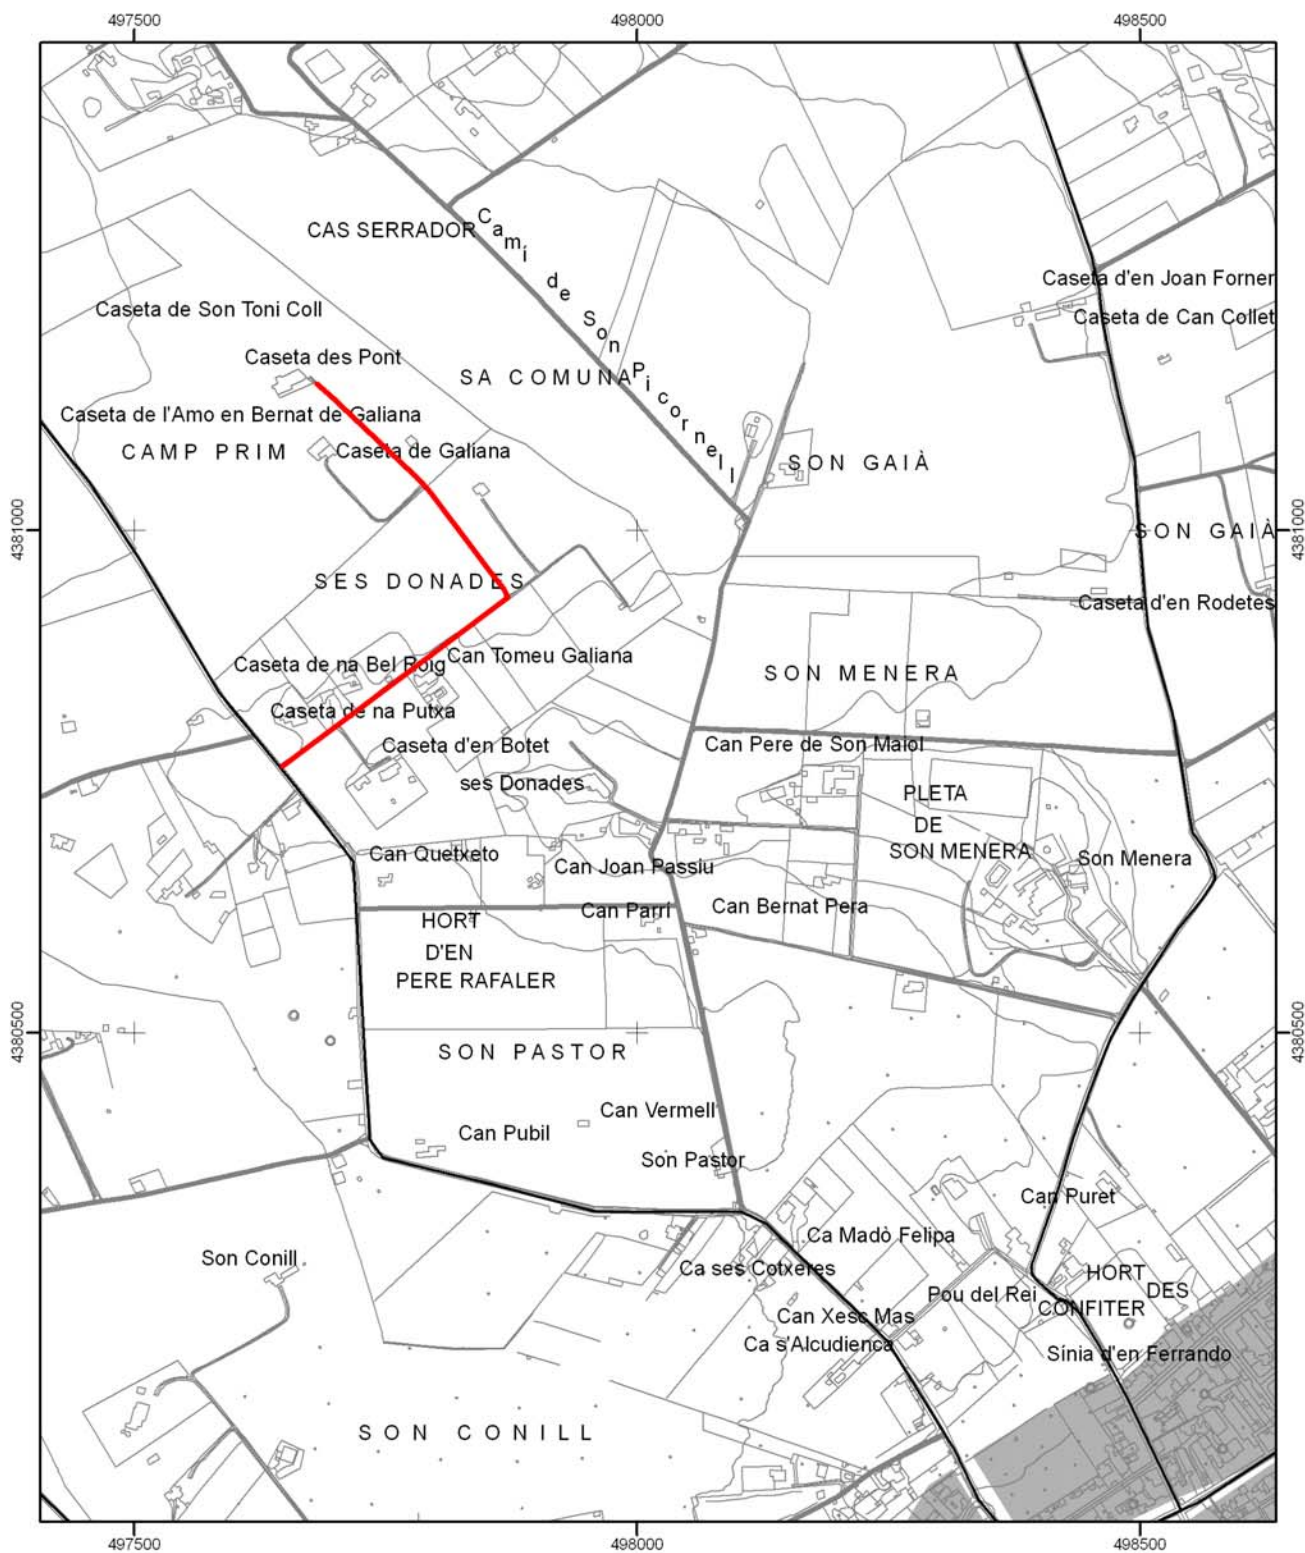 497500 498000 498500
CAS SERRADOR
Camí de Son Picornell
Caseta d'en Joan Forner
Caseta de Son Toni Coll
Caseta de Can Collet
Caseta des Pont
SA COMUNA
Caseta de l'Amo en Bernat de Galiana
CAMP PRIM
Caseta de Galiana
SON GAIÀ
4381000
SON GAIÀ
4381000
SES DONADES
Caseta d'en Rodetes
Can Tomeu Galiana
Caseta de na Bel Roig
SON MENERA
Caseta de na Putxa
Caseta d'en Botet
Can Pere de Son Maiol
ses Donades
PLETA
DE
SON MENERA
Can Quetxeto
Can Joan Passiu
Son Menera
Can Parrí
Can Bernat Pera
HORT
D'EN
PERE RAFALER
4380500
4380500
SON PASTOR
Can Vermell
Can Pubil
Son Pastor
Can Puret
Ca Madò Felipa
Son Conill
Ca ses Cotxeres
HORT
DES
CONFITER
Pou del Rei
Can Xesc Mas
Ca s'Alcudienca
Sínia d'en Ferrando
SON CONILL
497500 498000 498500